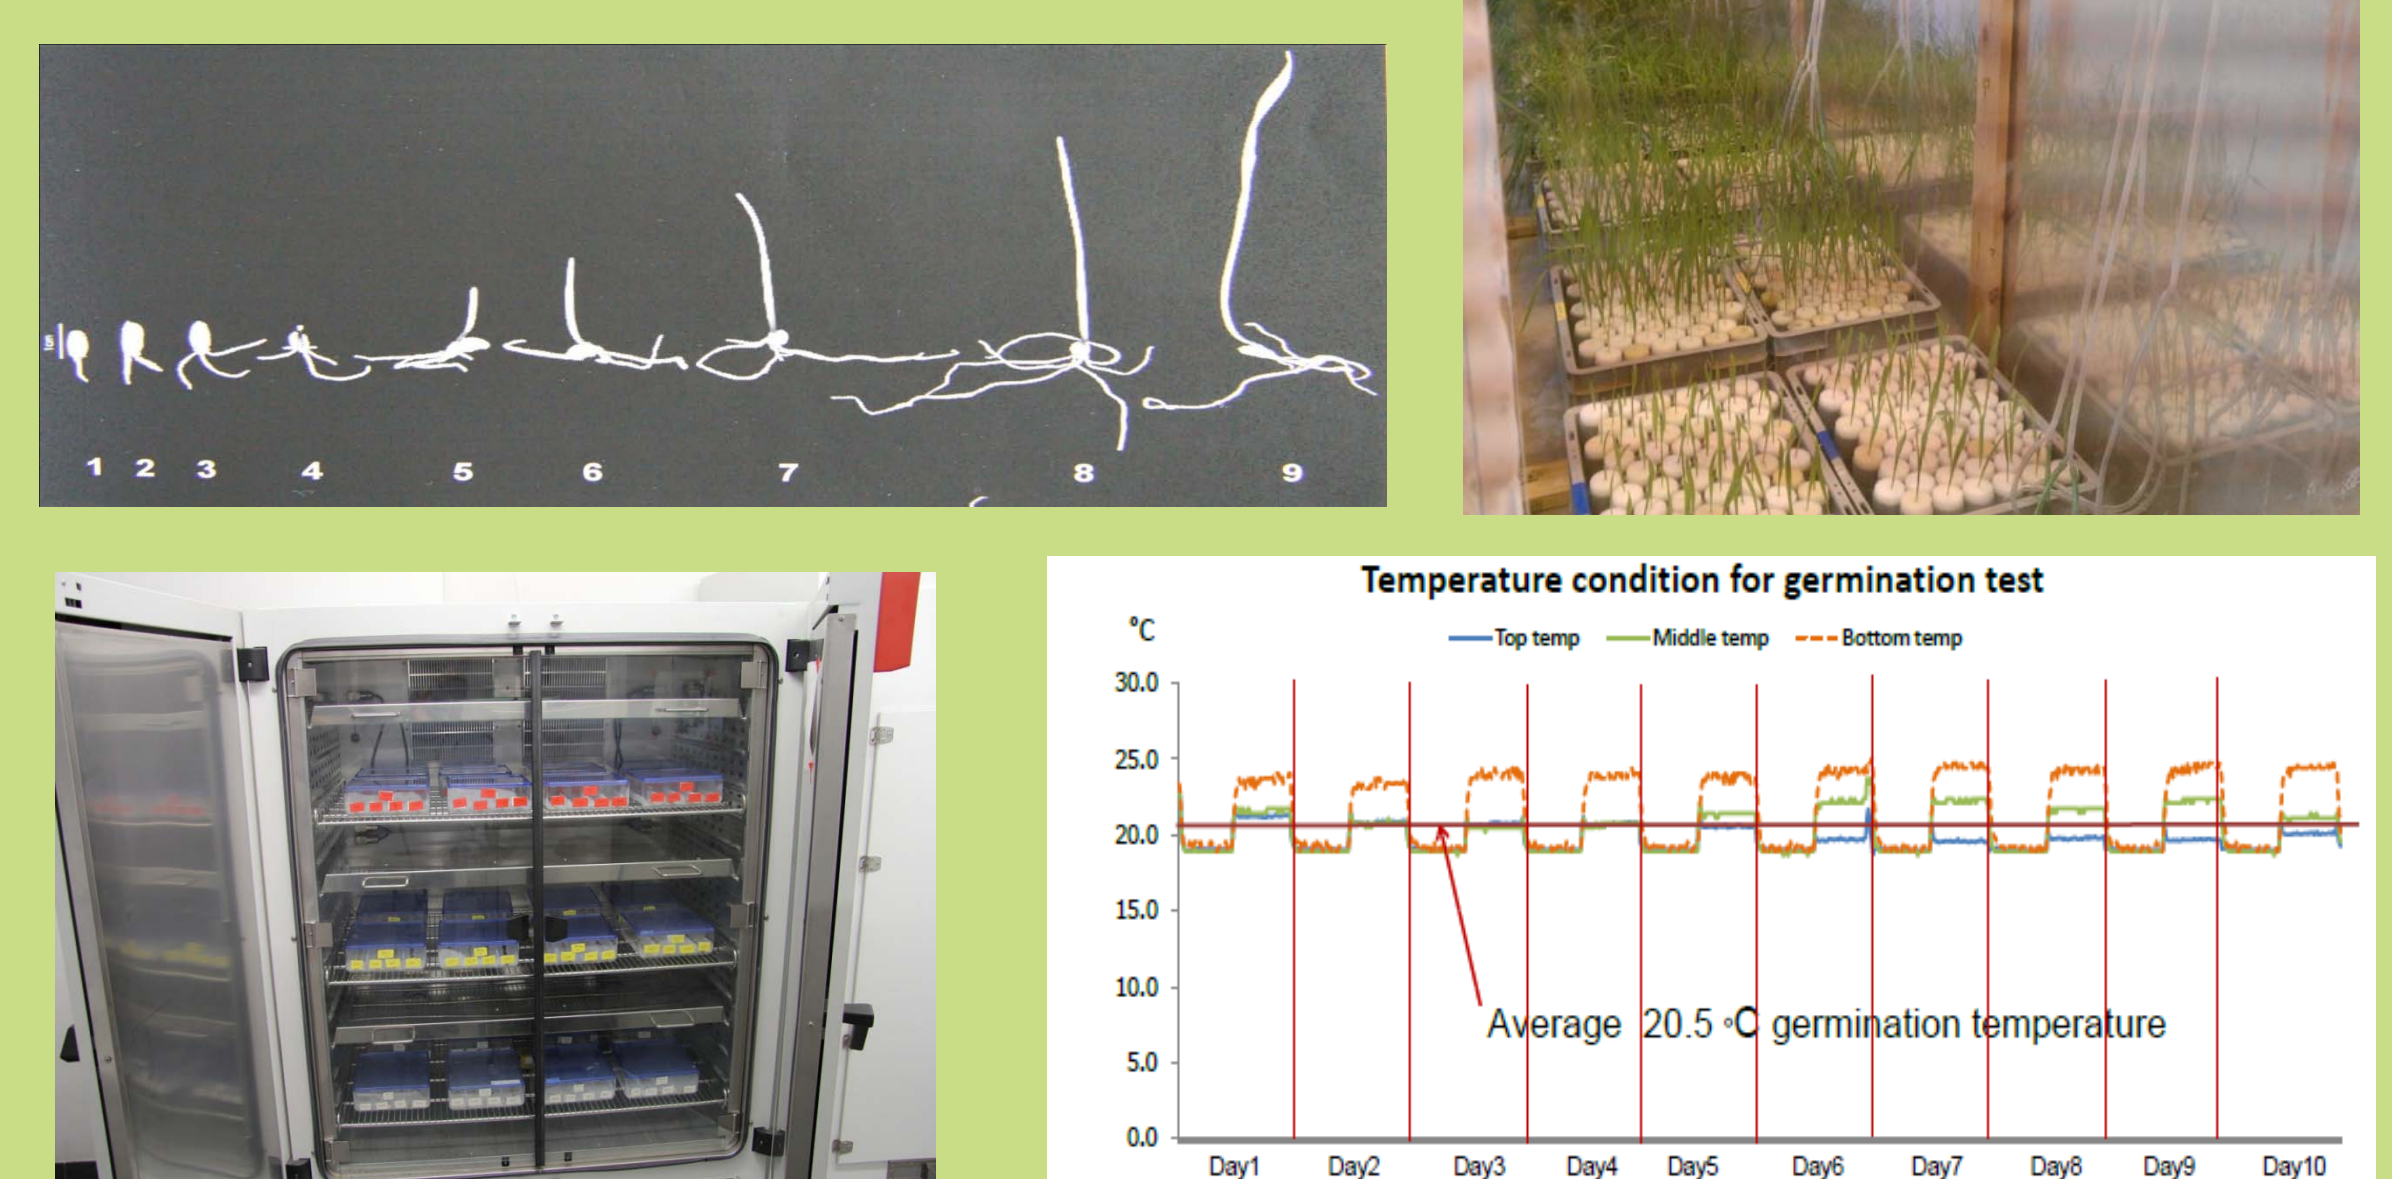 1 2 3 4 5 6 7 8 9
Temperature condition for germination test
°C
Top temp Middle temp Bottom temp
30.0
25.0
20.0
15.0
10.0
Average 20.5 °C germination temperature
5.0
0.0
Day1 Day2 Day3 Day4 Day5 Day6 Day7 Day8 Day9 Day10